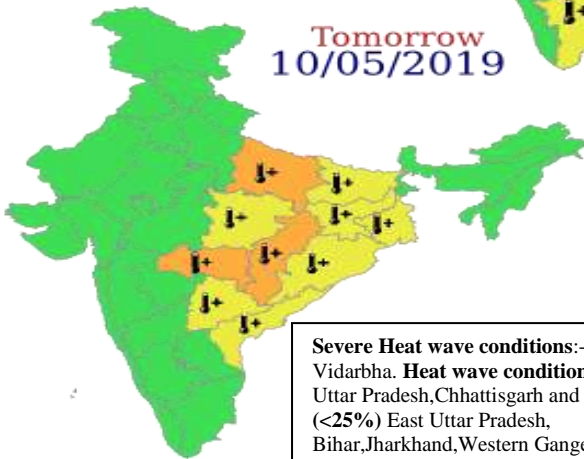 Tomorrow
10/05/2019
Severe Heat wave conditions:-
Vidarbha. Heat wave condition
Uttar Pradesh,Chhattisgarh and
(<25%) East Uttar Pradesh,
Bihar,Jharkhand,Western Gange